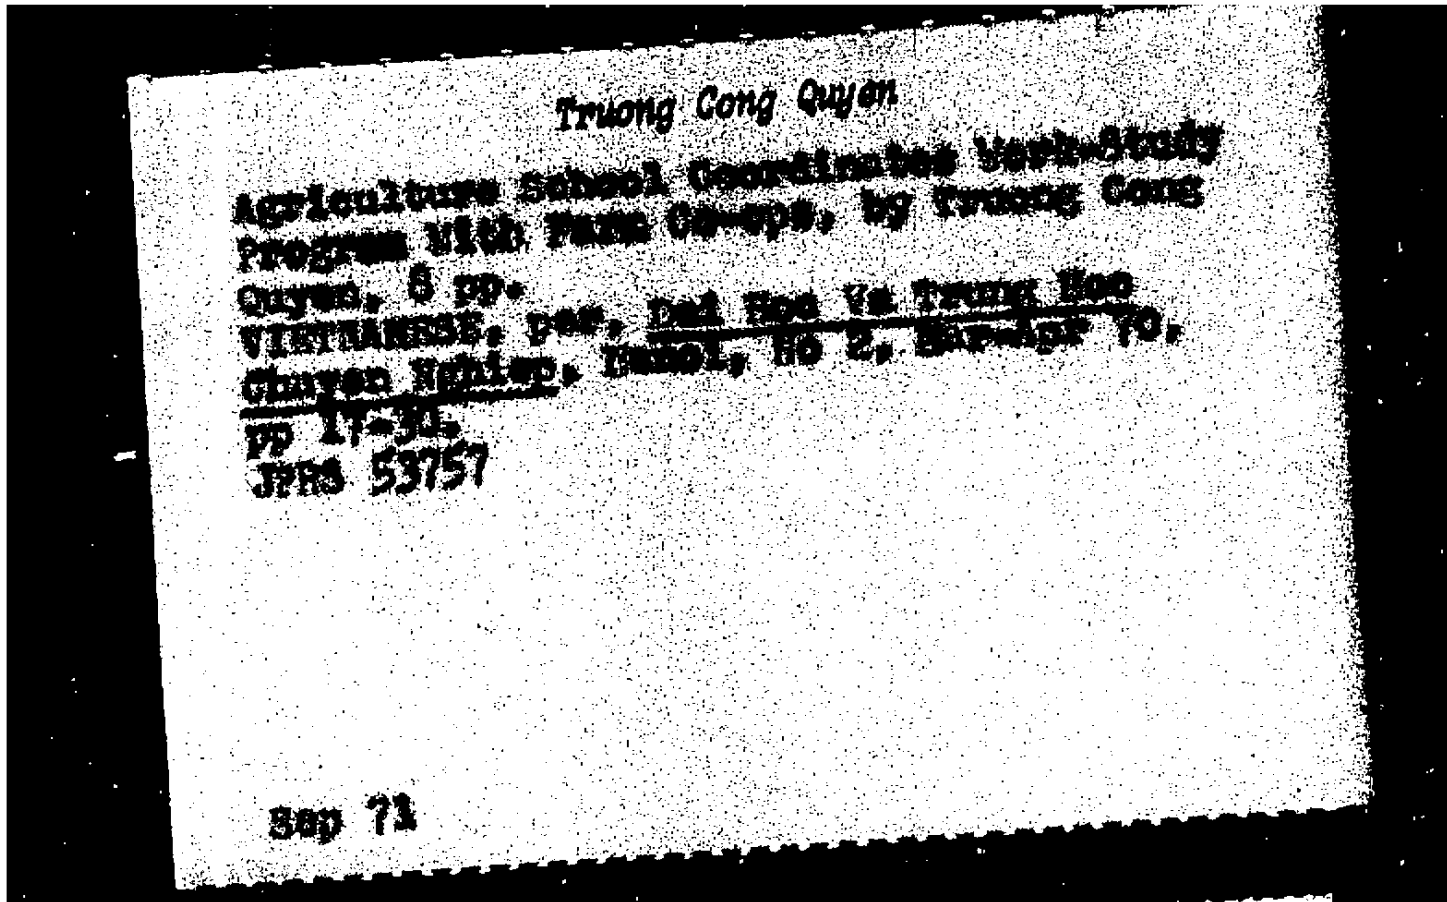 Truong Cong Quyen
Agriculture School Coordinates Work-Study
Program With Farm Co-ops, by Truong Cong
Quyen, 8 pp.
VIETNAMESE, per, Dai Hoc Va Trung Hoc
Chuyen Nghiep, Hanoi, No 2, Mar-Apr 70,
pp 17-30.
JPRS 53757
Sep 71